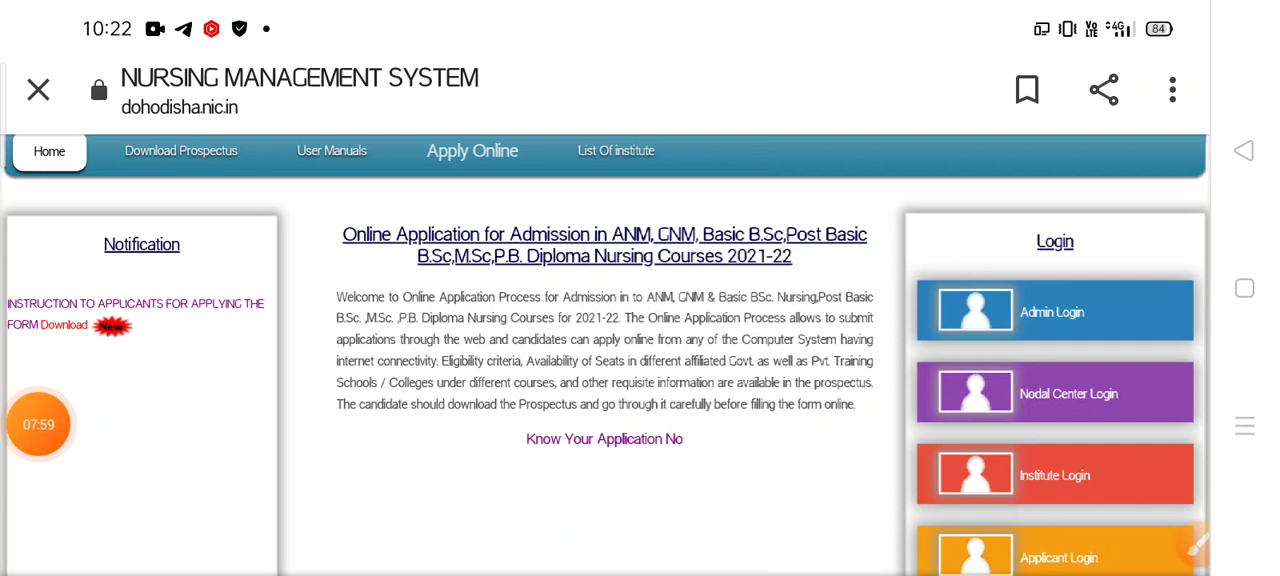 10:22
Vo LTE 4G 84
NURSING MANAGEMENT SYSTEM
dohodisha.nic.in
Home Download Prospectus User Manuals Apply Online List Of institute
Notification
INSTRUCTION TO APPLICANTS FOR APPLYING THE
FORM Download New
07:59
Online Application for Admission in ANM, GNM, Basic B.Sc,Post Basic
B.Sc,M.Sc,P.B. Diploma Nursing Courses 2021-22
Welcome to Online Application Process for Admission in to ANM, GNM & Basic BSc. Nursing,Post Basic
B.Sc. ,M.Sc. ,P.B. Diploma Nursing Courses for 2021-22. The Online Application Process allows to submit
applications through the web and candidates can apply online from any of the Computer System having
internet connectivity. Eligibility criteria, Availability of Seats in different affiliated Govt. as well as Pvt. Training
Schools / Colleges under different courses, and other requisite information are available in the prospectus.
The candidate should download the Prospectus and go through it carefully before filling the form online.
Know Your Application No
Login
Admin Login
Nodal Center Login
Institute Login
Applicant Login